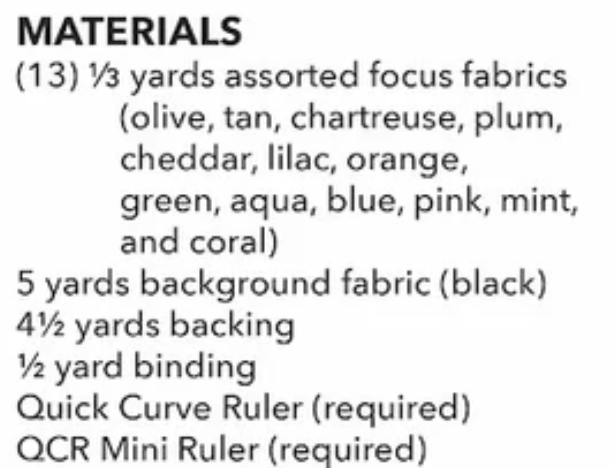 MATERIALS
(13) ⅓ yards assorted focus fabrics
(olive, tan, chartreuse, plum,
cheddar, lilac, orange,
green, aqua, blue, pink, mint,
and coral)
5 yards background fabric (black)
4½ yards backing
½ yard binding
Quick Curve Ruler (required)
QCR Mini Ruler (required)